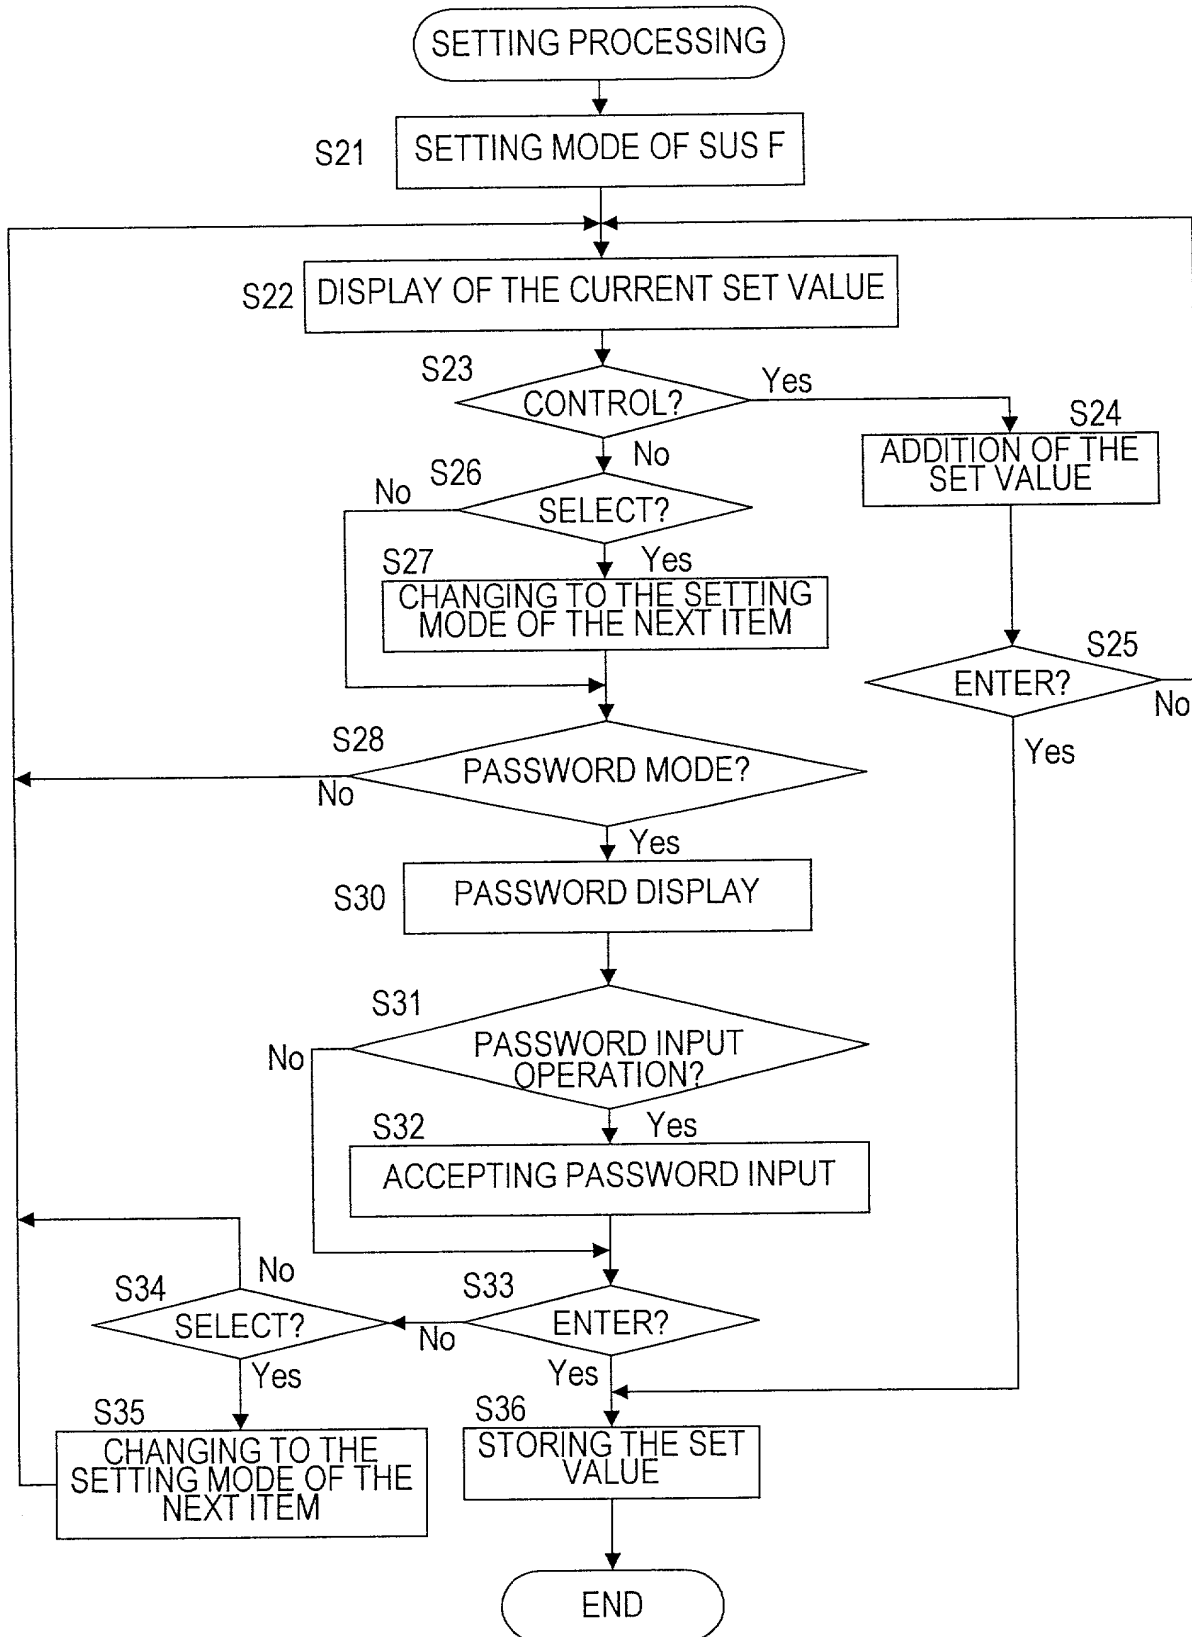 SETTING PROCESSING
S21
SETTING MODE OF SUS F
S22
DISPLAY OF THE CURRENT SET VALUE
S23
CONTROL?
Yes
S24
ADDITION OF THE
SET VALUE
No
S26
No
SELECT?
Yes
S27
CHANGING TO THE SETTING
MODE OF THE NEXT ITEM
S25
ENTER?
No
Yes
S28
PASSWORD MODE?
No
Yes
S30
PASSWORD DISPLAY
S31
PASSWORD INPUT
OPERATION?
No
Yes
S32
ACCEPTING PASSWORD INPUT
S33
ENTER?
No
Yes
S34
No
SELECT?
Yes
S35
CHANGING TO THE
SETTING MODE OF THE
NEXT ITEM
S36
STORING THE SET
VALUE
END